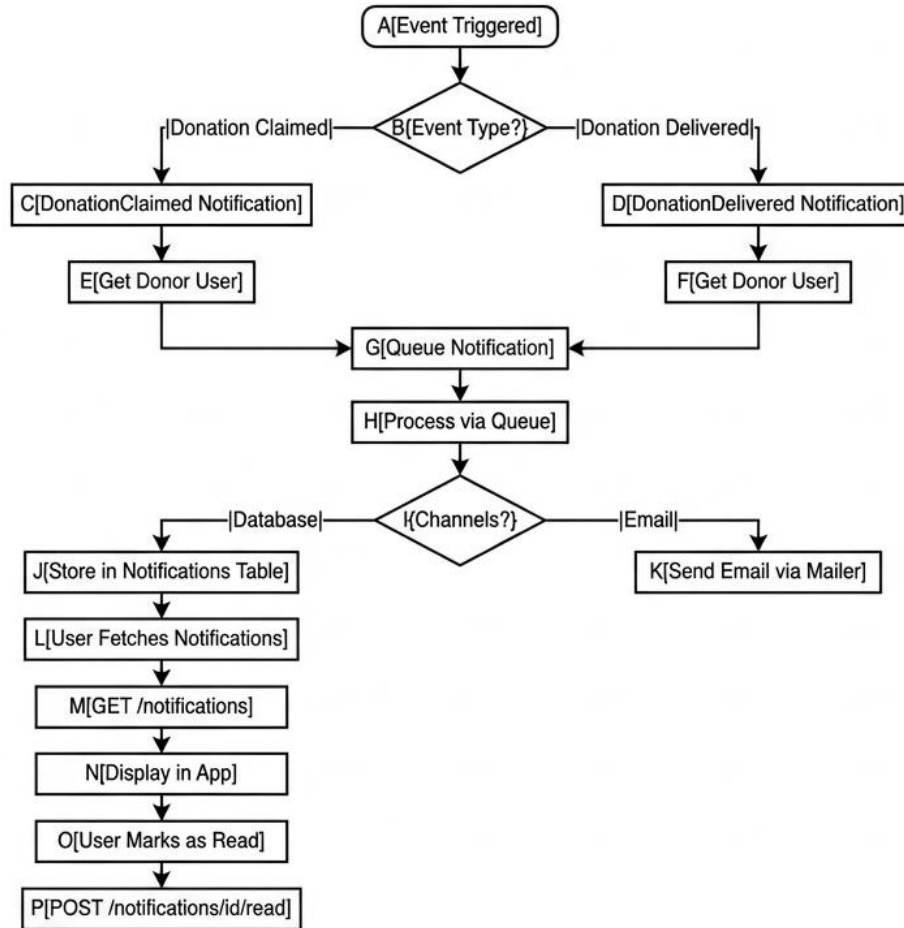 A[Event Triggered]
|Donation Claimed|
B{Event Type?}
|Donation Delivered|
C[DonationClaimed Notification]
D[DonationDelivered Notification]
E[Get Donor User]
F[Get Donor User]
G[Queue Notification]
H[Process via Queue]
|Database|
I{Channels?}
|Email|
J[Store in Notifications Table]
K[Send Email via Mailer]
L[User Fetches Notifications]
M[GET /notifications]
N[Display in App]
O[User Marks as Read]
P[POST /notifications/id/read]